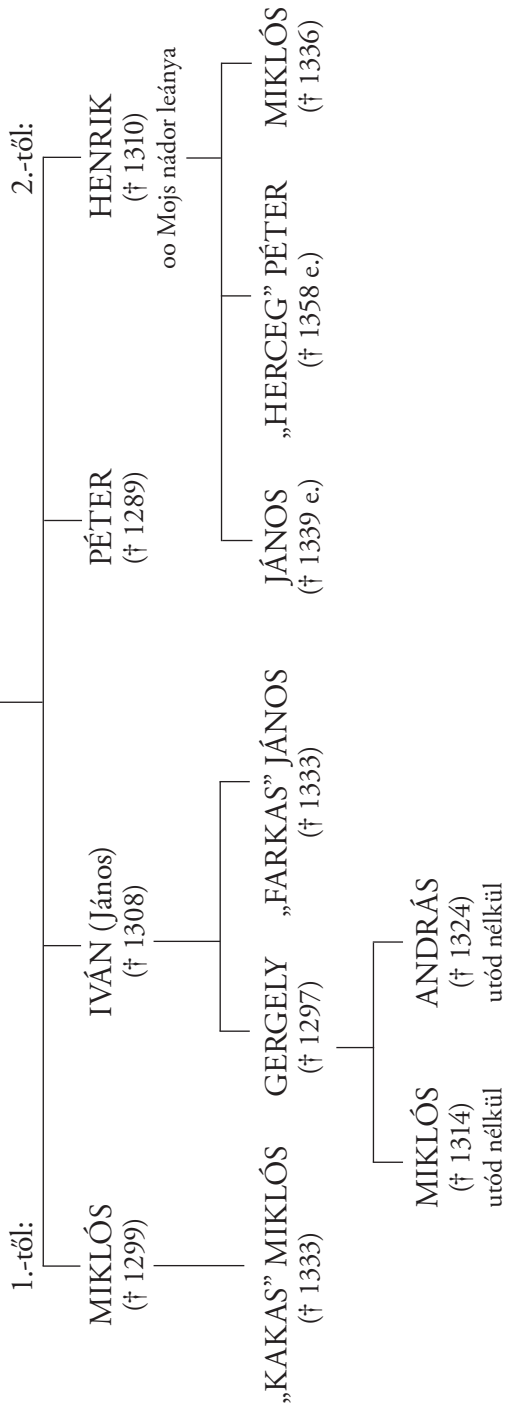 1.-től:
2.-től:
MIKLÓS
(† 1299)
IVÁN (János)
(† 1308)
PÉTER
(† 1289)
HENRIK
(† 1310)
oo Mojs nádor leánya
„KAKAS” MIKLÓS
(† 1333)
GERGELY
(† 1297)
„FARKAS” JÁNOS
(† 1333)
JÁNOS
(† 1339 e.)
„HERCEG” PÉTER
(† 1358 e.)
MIKLÓS
(† 1336)
MIKLÓS
(† 1314)
utód nélkül
ANDRÁS
(† 1324)
utód nélkül